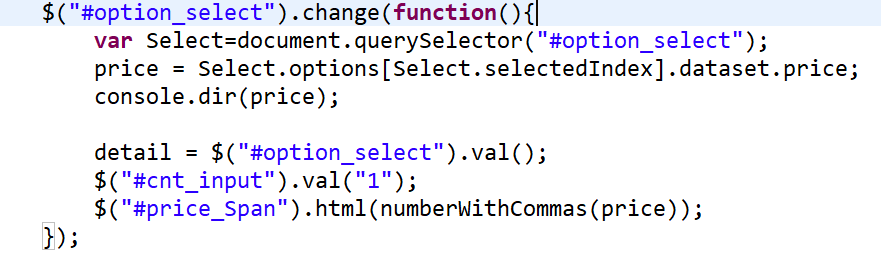 $("#option_select").change(function(){
var Select=document.querySelector("#option_select");
price = Select.options[Select.selectedIndex].dataset.price;
console.dir(price);
detail = $("#option_select").val();
$("#cnt_input").val("1");
$("#price_Span").html(numberWithCommas(price));
});